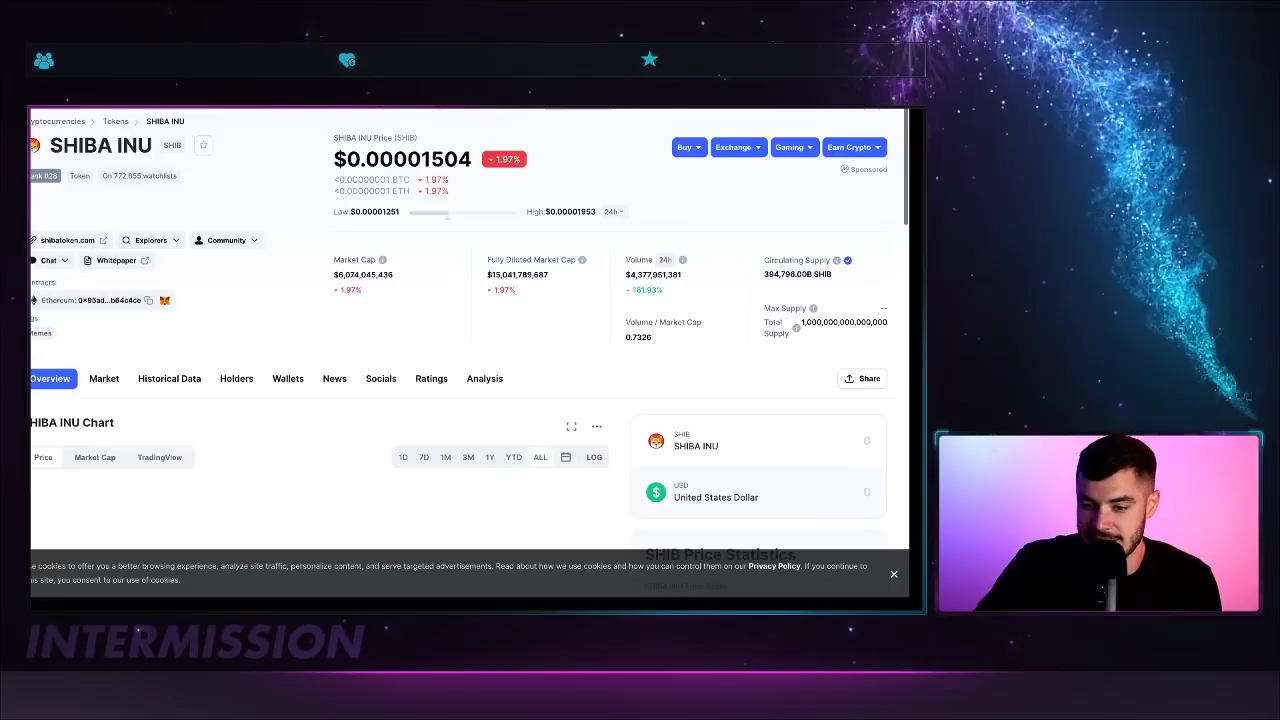 yptocurrencies > Tokens > SHIBA INU
SHIBA INU SHIB
ank #28 Token On 772,855 watchlists
SHIBA INU Price (SHIB)
$0.00001504 1.97%
<0.00000001 BTC 1.97%
<0.00000001 ETH 1.97%
Low:$0.00001251 High:$0.00001953 24h
Buy Exchange Gaming Earn Crypto
Sponsored
shibatoken.com Explorers Community
Chat Whitepaper
ntracts:
Ethereum: 0x95ad...b64c4ce
gs:
Memes
Market Cap
$6,074,045,436
1.97%
Fully Diluted Market Cap
$15,041,789,687
1.97%
Volume 24h
$4,377,951,381
161.93%
Volume / Market Cap
0.7326
Circulating Supply
394,796.00B SHIB
Max Supply --
Total Supply 1,000,000,000,000,000
Overview Market Historical Data Holders Wallets News Socials Ratings Analysis
Share
HIBA INU Chart
Price Market Cap TradingView
1D 7D 1M 3M 1Y YTD ALL LOG
SHIB
SHIBA INU 0
USD
$ United States Dollar 0
SHIB Price Statistics
e cookies to offer you a better browsing experience, analyze site traffic, personalize content, and serve targeted advertisements. Read about how we use cookies and how you can control them on our Privacy Policy. If you continue to
is site, you consent to our use of cookies.
INTERMISSION